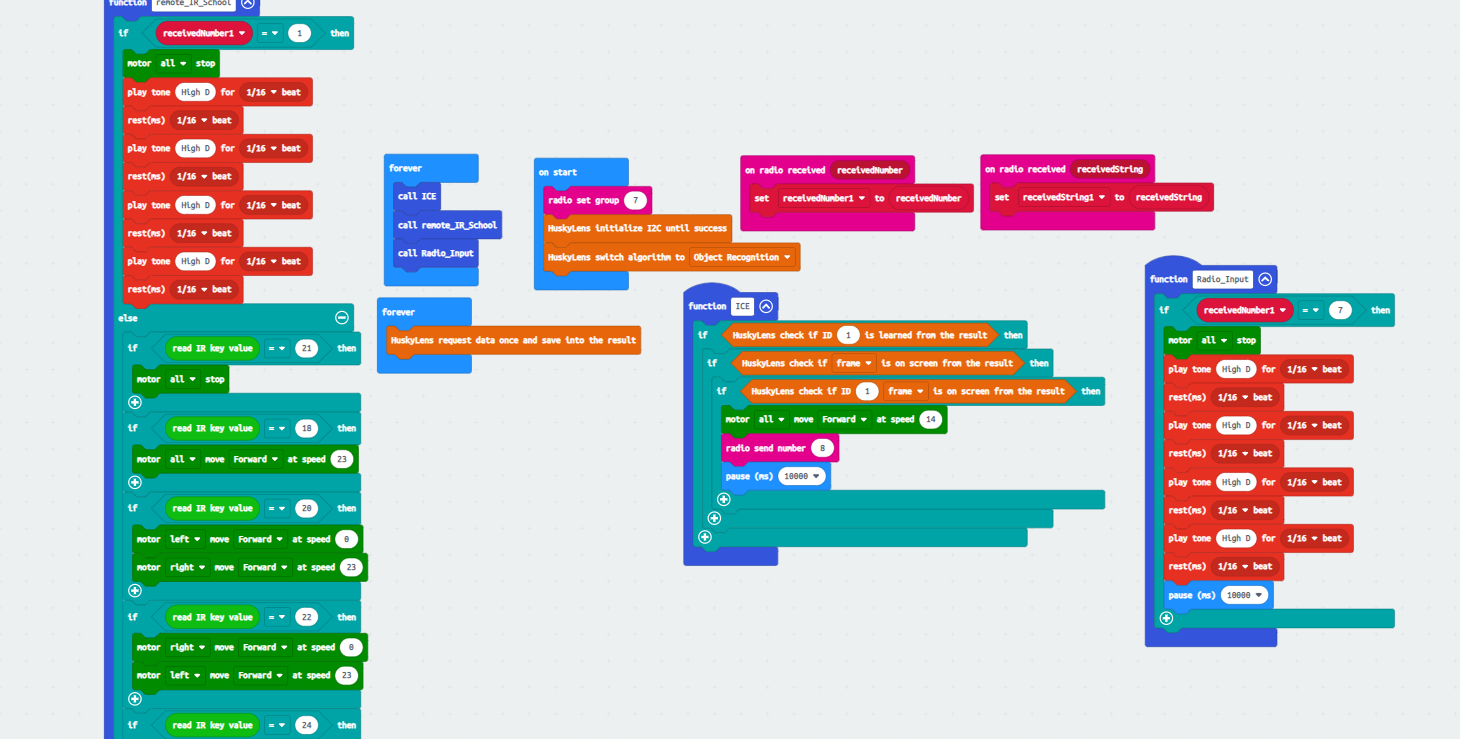 function remote_IR_School
if receivedNumber1 = 1 then
motor all stop
play tone High D for 1/16 beat
rest(ms) 1/16 beat
play tone High D for 1/16 beat
rest(ms) 1/16 beat
play tone High D for 1/16 beat
rest(ms) 1/16 beat
play tone High D for 1/16 beat
rest(ms) 1/16 beat
else
if read IR key value = 21 then
motor all stop
if read IR key value = 18 then
motor all move Forward at speed 23
if read IR key value = 20 then
motor left move Forward at speed 0
motor right move Forward at speed 23
if read IR key value = 22 then
motor right move Forward at speed 0
motor left move Forward at speed 23
if read IR key value = 24 then
forever
call ICE
call remote_IR_School
call Radio_Input
forever
HuskyLens request data once and save into the result
on start
radio set group 7
HuskyLens initialize I2C until success
HuskyLens switch algorithm to Object Recognition
on radio received receivedNumber
set receivedNumber1 to receivedNumber
on radio received receivedString
set receivedString1 to receivedString
function ICE
if HuskyLens check if ID 1 is learned from the result then
if HuskyLens check if frame is on screen from the result then
if HuskyLens check if ID 1 frame is on screen from the result then
motor all move Forward at speed 14
radio send number 8
pause (ms) 10000
function Radio_Input
if receivedNumber1 = 7 then
motor all stop
play tone High D for 1/16 beat
rest(ms) 1/16 beat
play tone High D for 1/16 beat
rest(ms) 1/16 beat
play tone High D for 1/16 beat
rest(ms) 1/16 beat
play tone High D for 1/16 beat
rest(ms) 1/16 beat
pause (ms) 10000